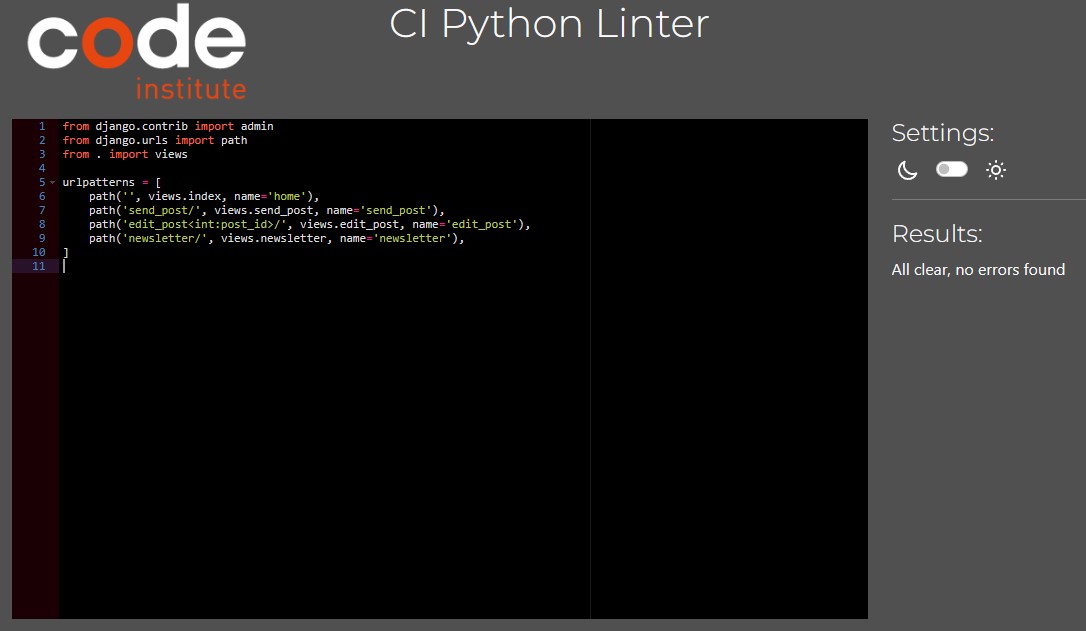 code
institute
CI Python Linter
1 from django.contrib import admin
2 from django.urls import path
3 from . import views
4
5 urlpatterns = [
6     path('', views.index, name='home'),
7     path('send_post/', views.send_post, name='send_post'),
8     path('edit_post<int:post_id>/', views.edit_post, name='edit_post'),
9     path('newsletter/', views.newsletter, name='newsletter'),
10 ]
11
Settings:
Results:
All clear, no errors found